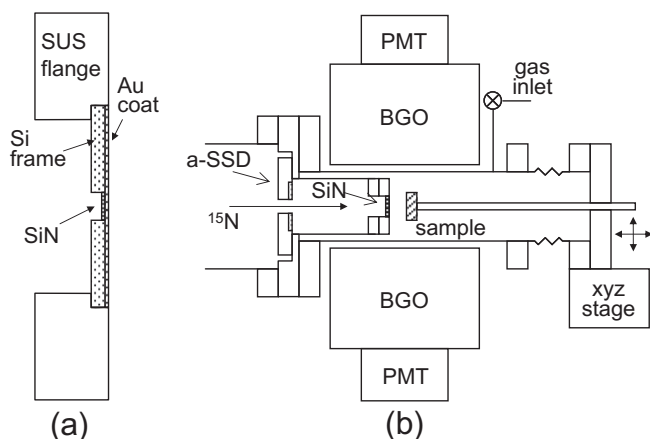 SUS
flange
Au
coat
Si
frame
SiN
(a)
PMT
BGO
gas
inlet
a-SSD
SiN
15N
sample
BGO
xyz
stage
PMT
(b)